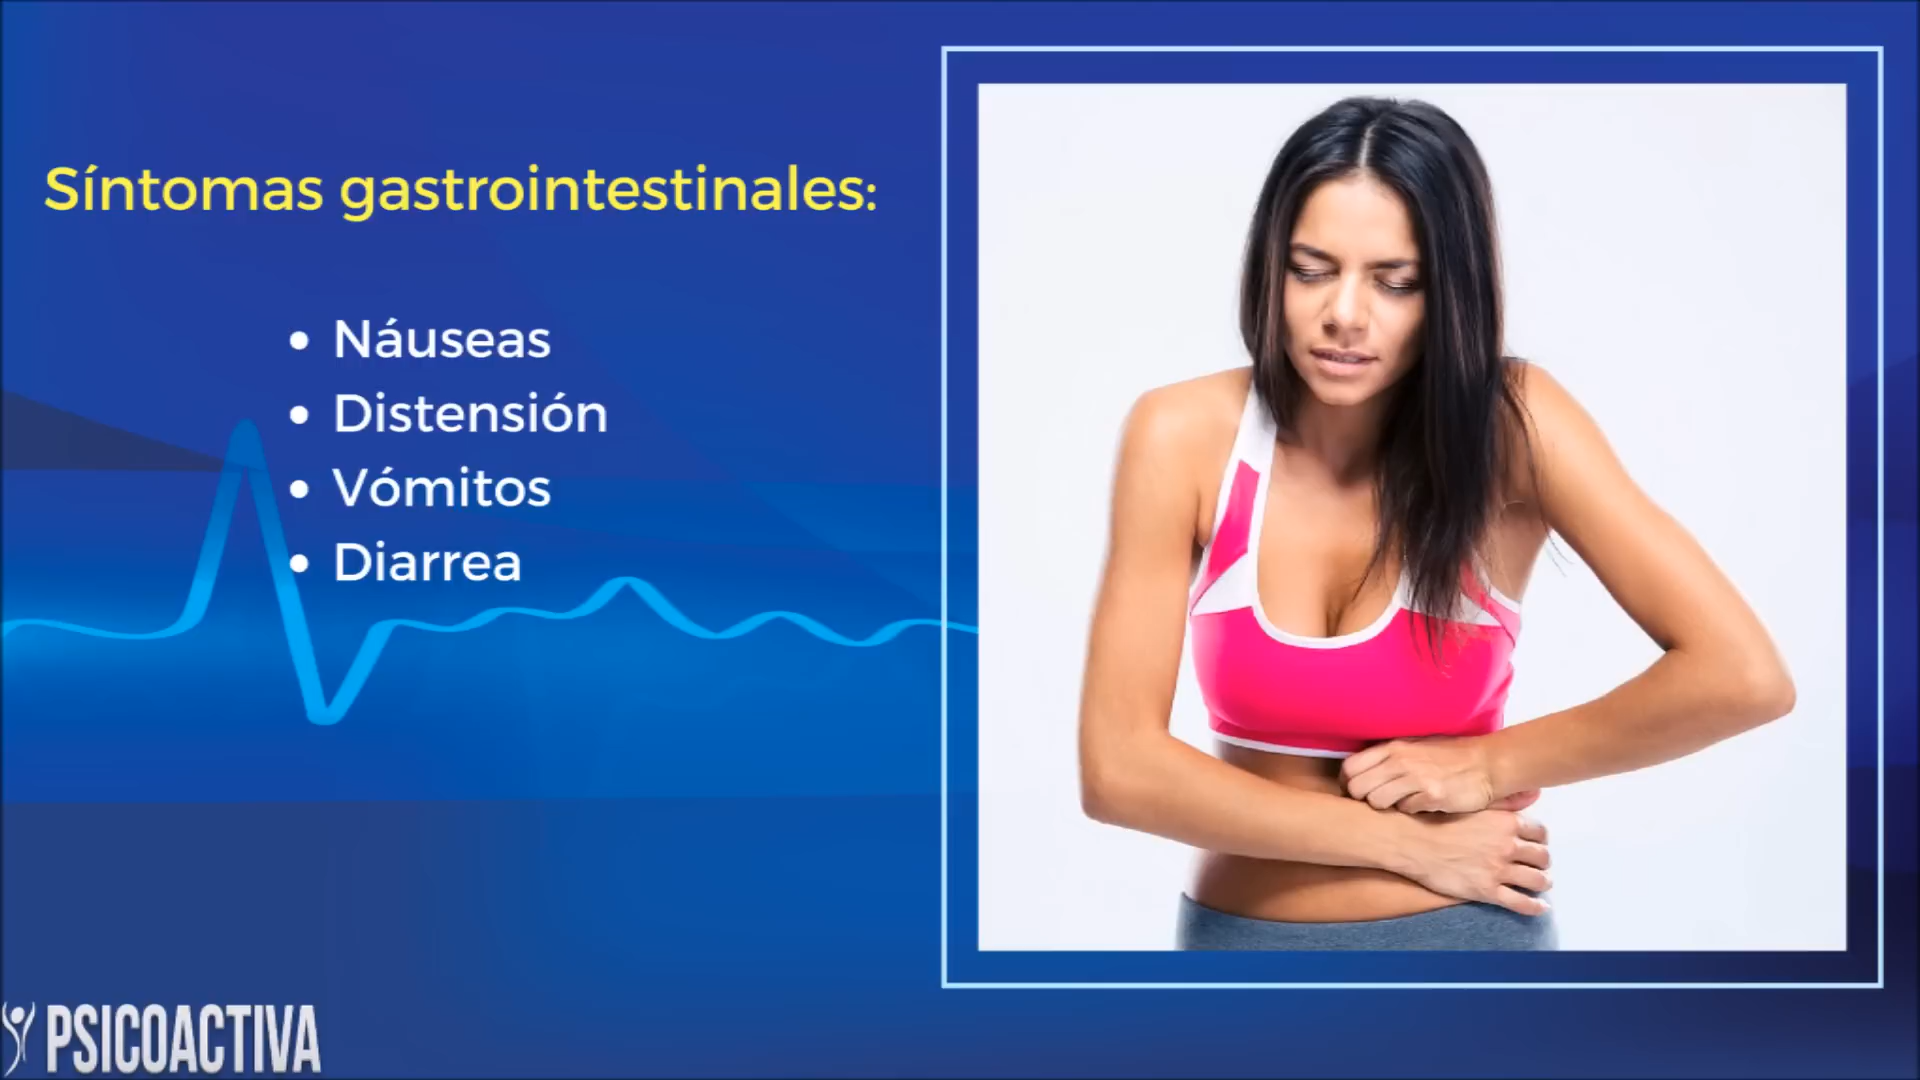 Síntomas gastrointestinales:
• Náuseas
• Distensión
• Vómitos
• Diarrea
PSICOACTIVA